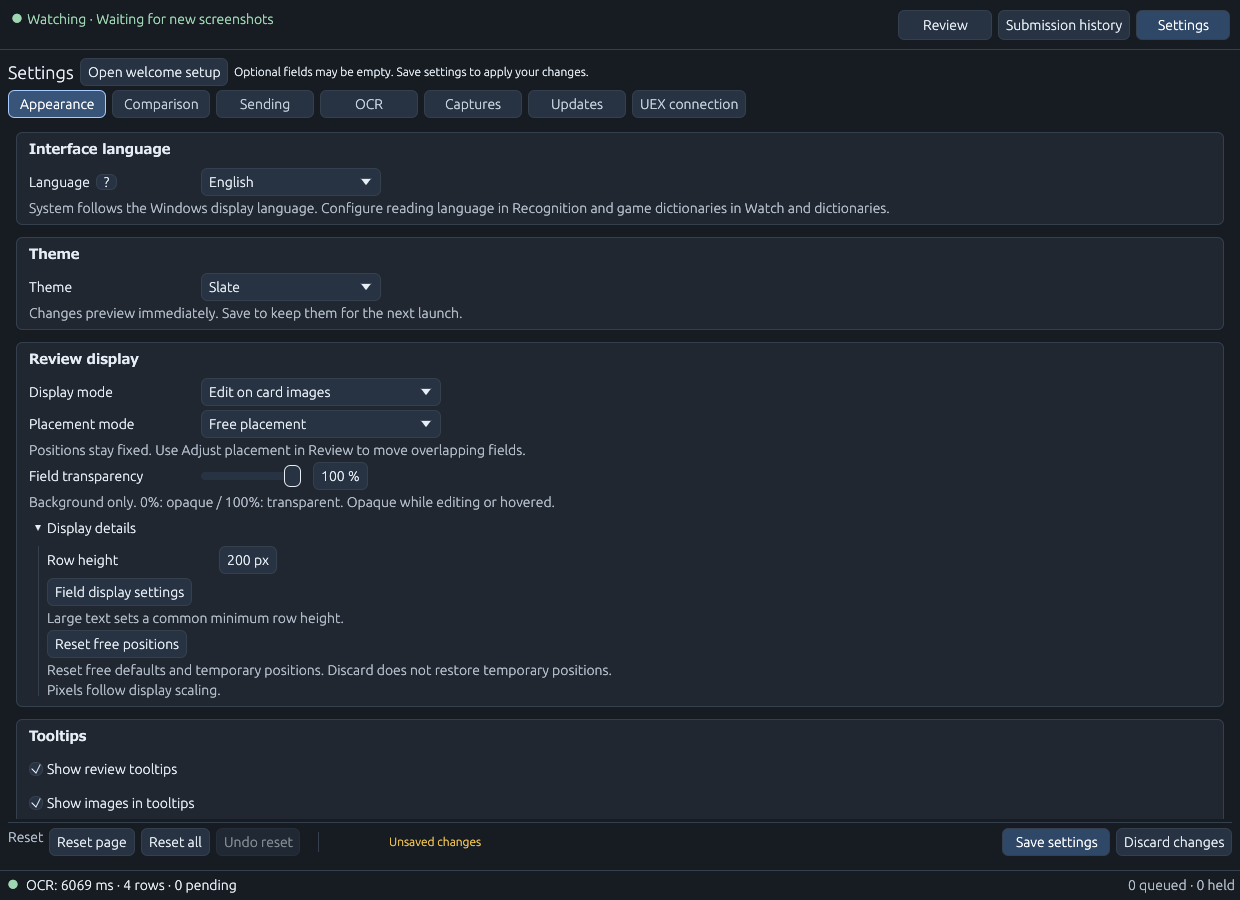 Watching · Waiting for new screenshots
Review
Submission history
Settings
Settings
Open welcome setup
Optional fields may be empty. Save settings to apply your changes.
Appearance
Comparison
Sending
OCR
Captures
Updates
UEX connection
Interface language
Language ?
English
System follows the Windows display language. Configure reading language in Recognition and game dictionaries in Watch and dictionaries.
Theme
Theme
Slate
Changes preview immediately. Save to keep them for the next launch.
Review display
Display mode
Edit on card images
Placement mode
Free placement
Positions stay fixed. Use Adjust placement in Review to move overlapping fields.
Field transparency
100 %
Background only. 0%: opaque / 100%: transparent. Opaque while editing or hovered.
Display details
Row height
200 px
Field display settings
Large text sets a common minimum row height.
Reset free positions
Reset free defaults and temporary positions. Discard does not restore temporary positions.
Pixels follow display scaling.
Tooltips
Show review tooltips
Show images in tooltips
Reset
Reset page
Reset all
Undo reset
Unsaved changes
Save settings
Discard changes
OCR: 6069 ms · 4 rows · 0 pending
0 queued · 0 held